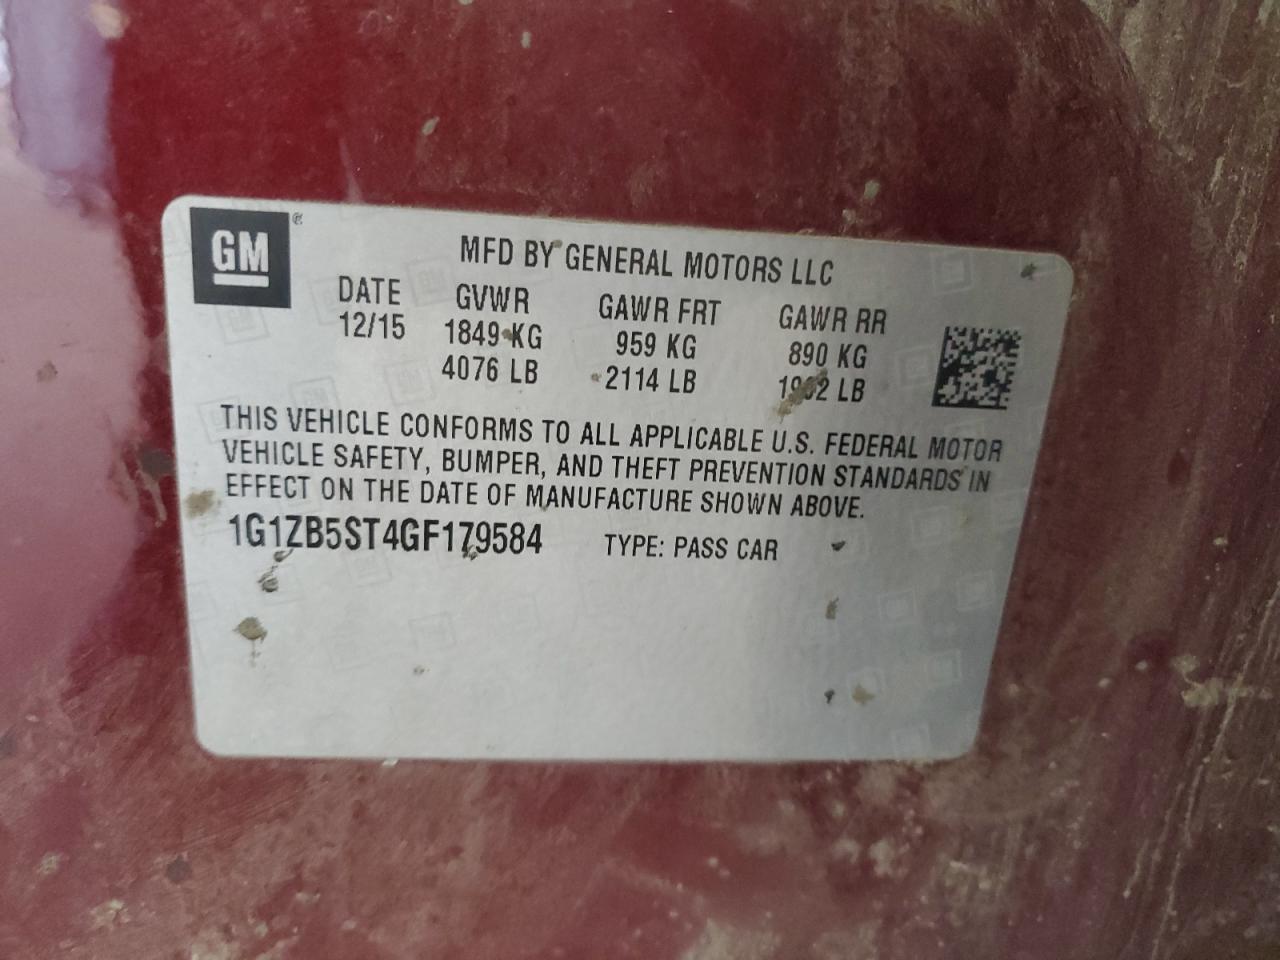 GM ®
MFD BY GENERAL MOTORS LLC
DATE GVWR GAWR FRT GAWR RR
12/15 1849 KG 959 KG 890 KG
4076 LB 2114 LB 1962 LB
THIS VEHICLE CONFORMS TO ALL APPLICABLE U.S. FEDERAL MOTOR
VEHICLE SAFETY, BUMPER, AND THEFT PREVENTION STANDARDS IN
EFFECT ON THE DATE OF MANUFACTURE SHOWN ABOVE.
1G1ZB5ST4GF179584 TYPE: PASS CAR